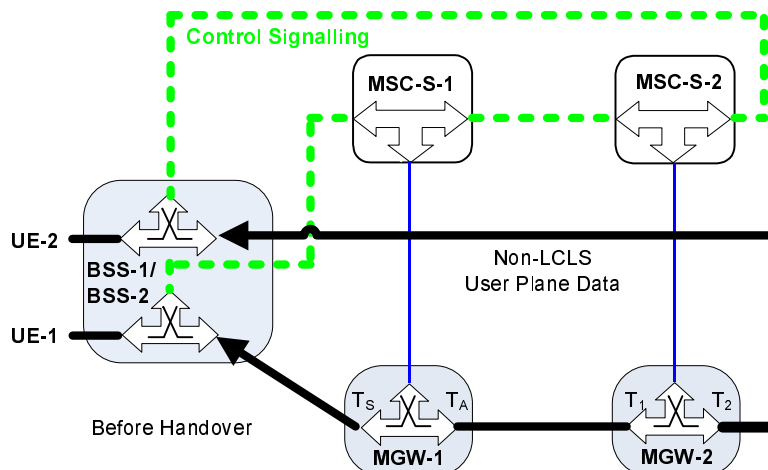 Control Signalling
MSC-S-1
MSC-S-2
UE-2
BSS-1/
BSS-2
Non-LCLS
User Plane Data
UE-1
Before Handover
TS
TA
MGW-1
T1
T2
MGW-2